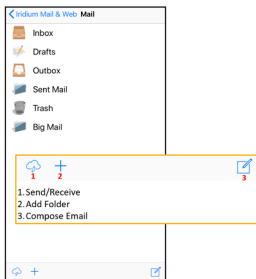 Iridium Mail & Web Mail
Inbox
Drafts
Outbox
Sent Mail
Trash
Big Mail
1 2 3
1. Send/Receive
2. Add Folder
3. Compose Email